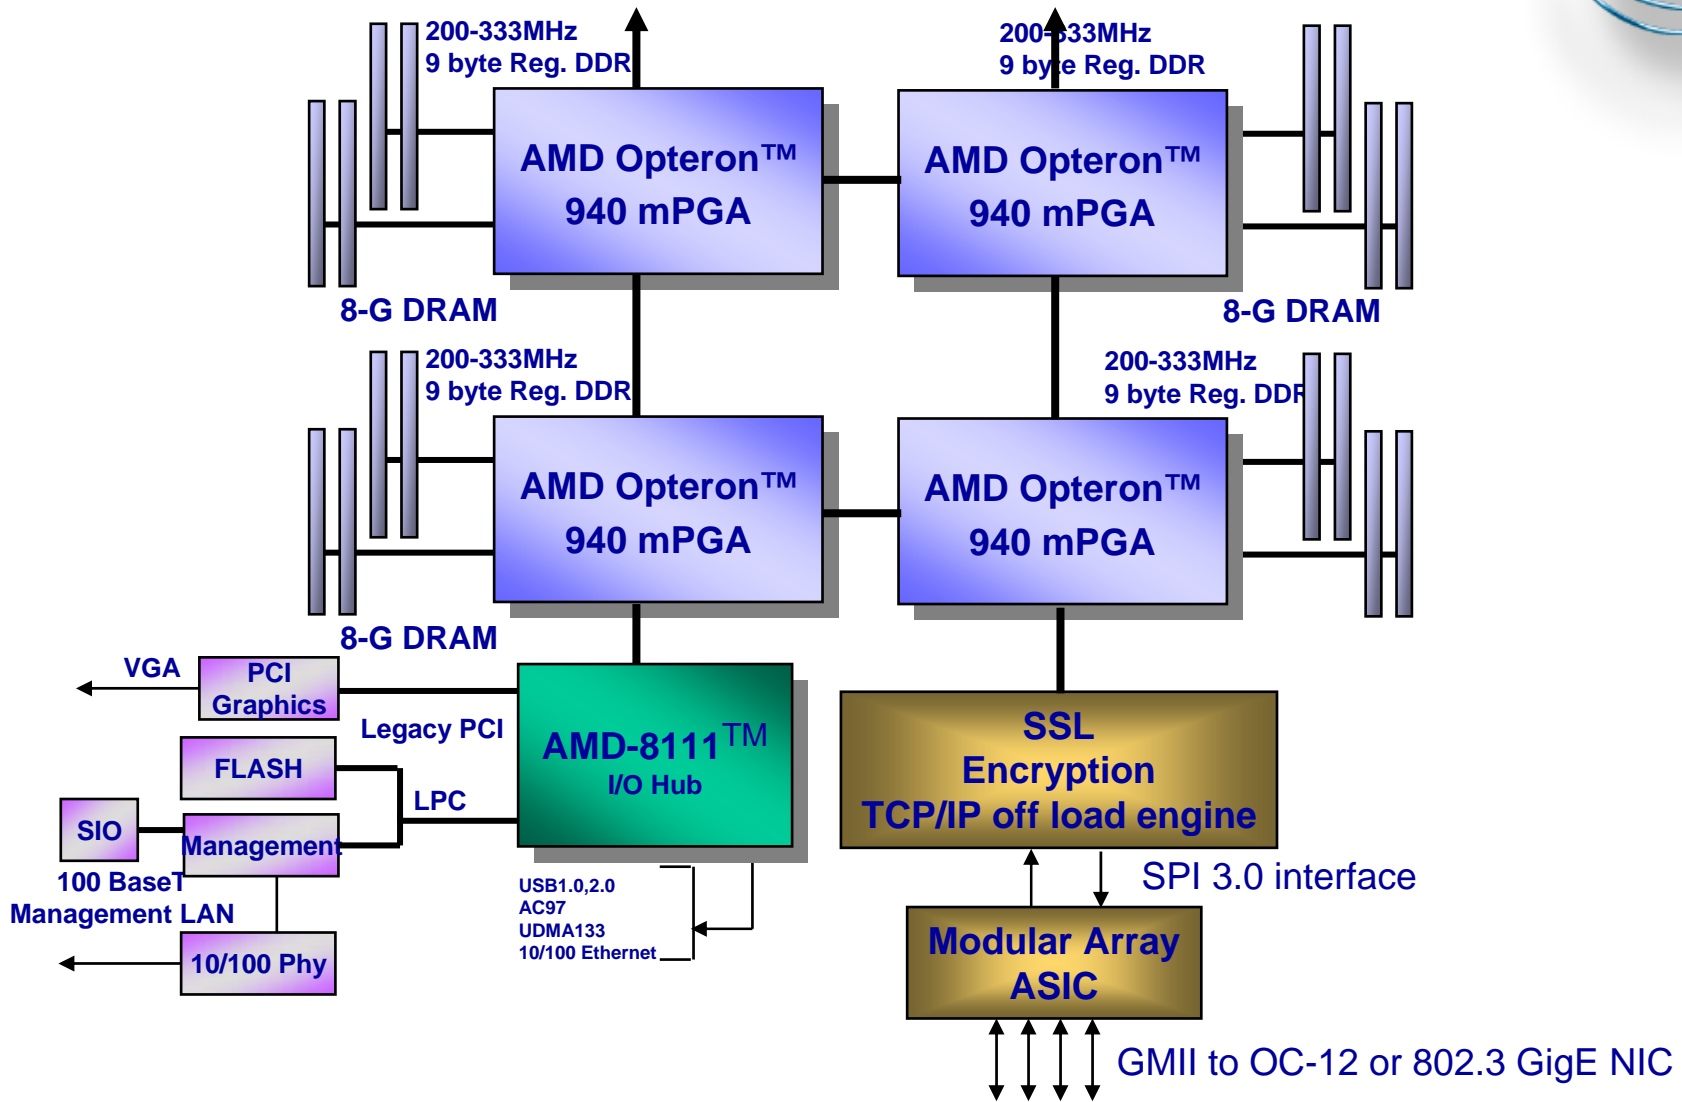 200-333MHz
9 byte Reg. DDR
200-333MHz
9 byte Reg. DDR
AMD Opteron™
940 mPGA
AMD Opteron™
940 mPGA
8-G DRAM
8-G DRAM
200-333MHz
9 byte Reg. DDR
200-333MHz
9 byte Reg. DDR
AMD Opteron™
940 mPGA
AMD Opteron™
940 mPGA
8-G DRAM
VGA
PCI
Graphics
Legacy PCI
AMD-8111™
I/O Hub
FLASH
LPC
SIO
Management
100 BaseT
Management LAN
10/100 Phy
USB1.0,2.0
AC97
UDMA133
10/100 Ethernet
SSL
Encryption
TCP/IP off load engine
SPI 3.0 interface
Modular Array
ASIC
GMII to OC-12 or 802.3 GigE NIC